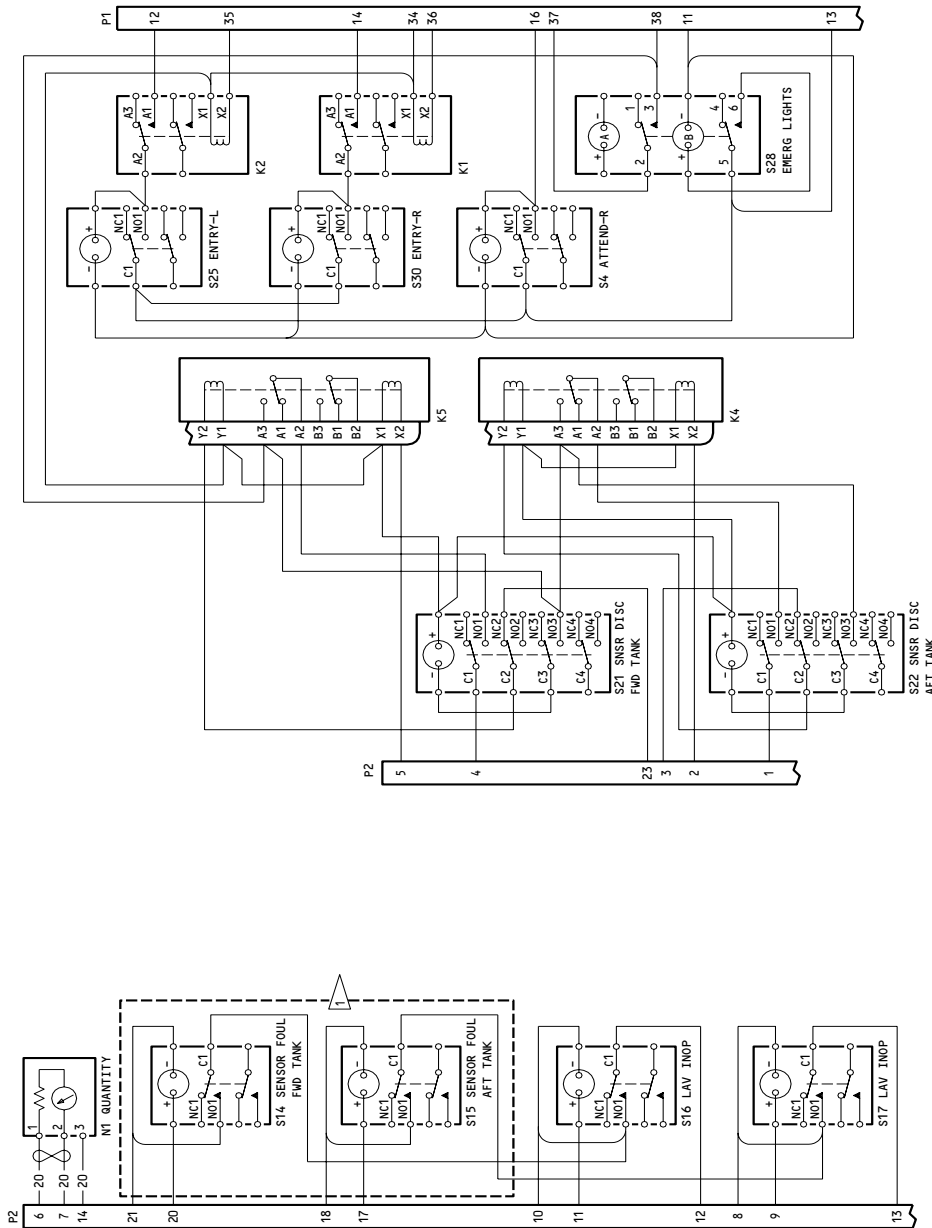 P1
12
35
14
34
36
16
37
38
11
13
A3
A1
X1
X2
A2
K2
A3
A1
X1
X2
A2
K1
A
B
+
-
+
-
1
3
2
4
6
5
S28
EMERG LIGHTS
-
+
NC1
NO1
C1
S25 ENTRY-L
-
+
NC1
NO1
C1
S30 ENTRY-R
-
+
NC1
NO1
C1
S4 ATTEND-R
Y2
Y1
A3
A1
A2
B3
B1
B2
X1
X2
K5
Y2
Y1
A3
A1
A2
B3
B1
B2
X1
X2
K4
-
+
NC1
NO1
NC2
NO2
NC3
NO3
NC4
NO4
C1
C2
C3
C4
S21 SNSR DISC
FWD TANK
-
+
NC1
NO1
NC2
NO2
NC3
NO3
NC4
NO4
C1
C2
C3
C4
S22 SNSR DISC
AFT TANK
P2
5
4
23
3
2
1
1
2
3
N1 QUANTITY
20
20
20
1
+
-
NC1
NO1
C1
S14 SENSOR FOUL
FWD TANK
+
-
NC1
NO1
C1
S15 SENSOR FOUL
AFT TANK
+
-
NC1
NO1
C1
S16 LAV INOP
+
-
NC1
NO1
C1
S17 LAV INOP
P2
6
7
14
21
20
18
17
10
11
12
8
9
13